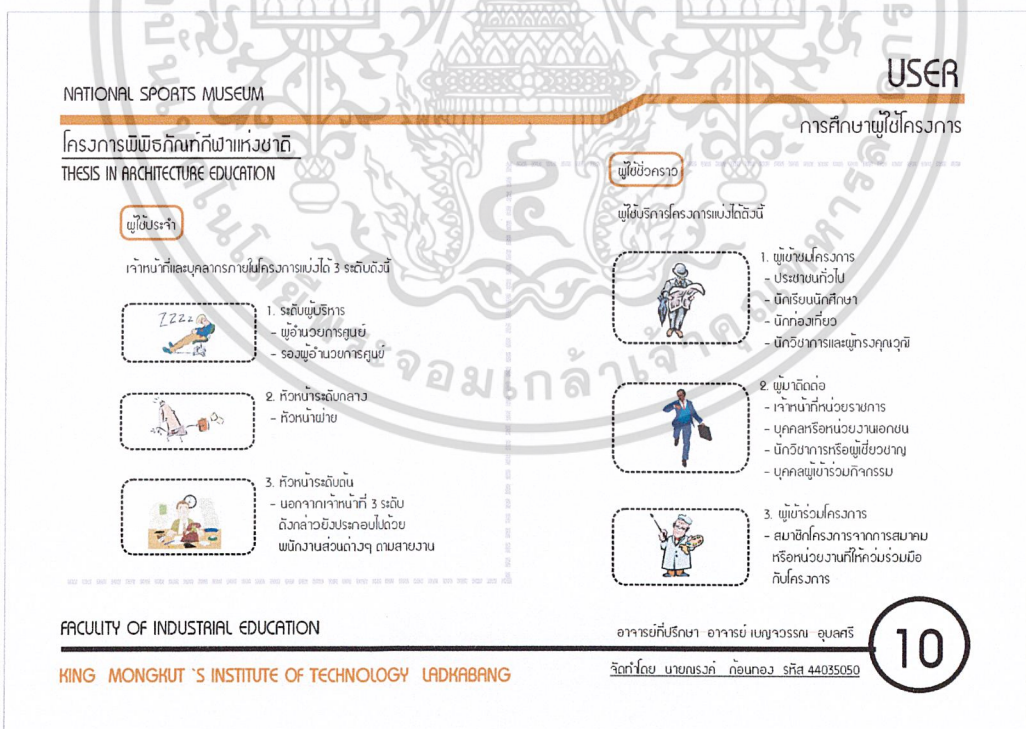 NATIONAL SPORTS MUSEUM
USER
โครงการพิพิธภัณฑ์กีฬาแห่งชาติ
การศึกษาผู้ใช้โครงการ
THESIS IN ARCHITECTURE EDUCATION
ผู้ใช้ประจำ
เจ้าหน้าที่และบุคลากรภายในโครงการแบ่งได้ 3 ระดับดังนี้
ZZZZ
1. ระดับผู้บริหาร
- ผู้อำนวยการศูนย์
- รองผู้อำนวยการศูนย์
2. หัวหน้าระดับกลาง
- หัวหน้าฝ่าย
3. หัวหน้าระดับต้น
- นอกจากเจ้าหน้าที่ 3 ระดับ
ดังกล่าวยังประกอบไปด้วย
พนักงานส่วนต่างๆ ตามสายงาน
ผู้ใช้ชั่วคราว
ผู้ใช้บริการโครงการแบ่งได้ดังนี้
1. ผู้เข้าชมโครงการ
- ประชาชนทั่วไป
- นักเรียนนักศึกษา
- นักท่องเที่ยว
- นักวิชาการและผู้ทรงคุณวุฒิ
2. ผู้มาติดต่อ
- เจ้าหน้าที่หน่วยราชการ
- บุคคลหรือหน่วยงานเอกชน
- นักวิชาการหรือผู้เชี่ยวชาญ
- บุคคลผู้เข้าร่วมกิจกรรม
3. ผู้เข้าร่วมโครงการ
- สมาชิกโครงการจากการสมาคม
หรือหน่วยงานที่ให้ความร่วมมือ
กับโครงการ
FACULITY OF INDUSTRIAL EDUCATION
อาจารย์ที่ปรึกษา อาจารย์ เบญจวรรณ อุบลศรี
10
KING MONGKUT `S INSTITUTE OF TECHNOLOGY LADKABANG
จัดทำโดย นายณรงค์ ก้อนทอง รหัส 44035050